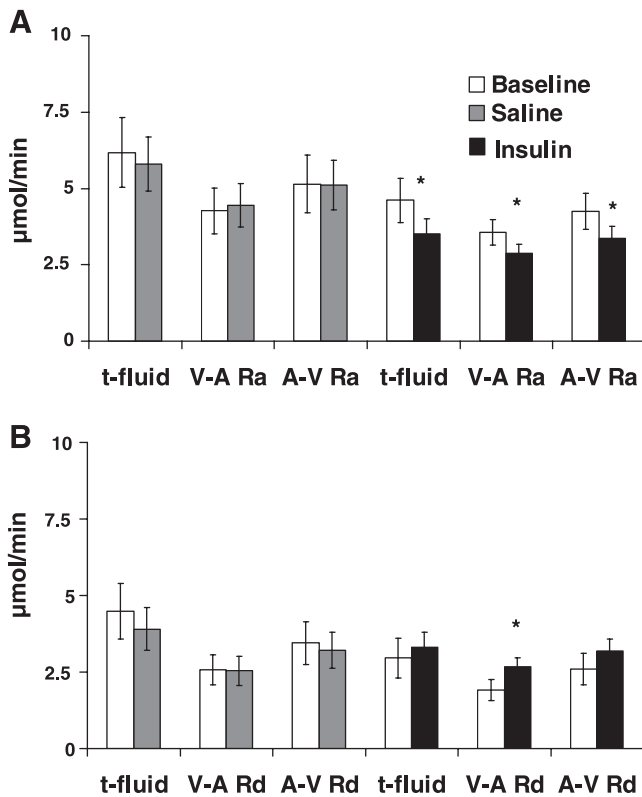 A
10
7.5
5
2.5
0
µmol/min
Baseline
Saline
Insulin
* * *
t-fluid V-A Ra A-V Ra t-fluid V-A Ra A-V Ra
B
10
7.5
5
2.5
0
µmol/min
*
t-fluid V-A Rd A-V Rd t-fluid V-A Rd A-V Rd